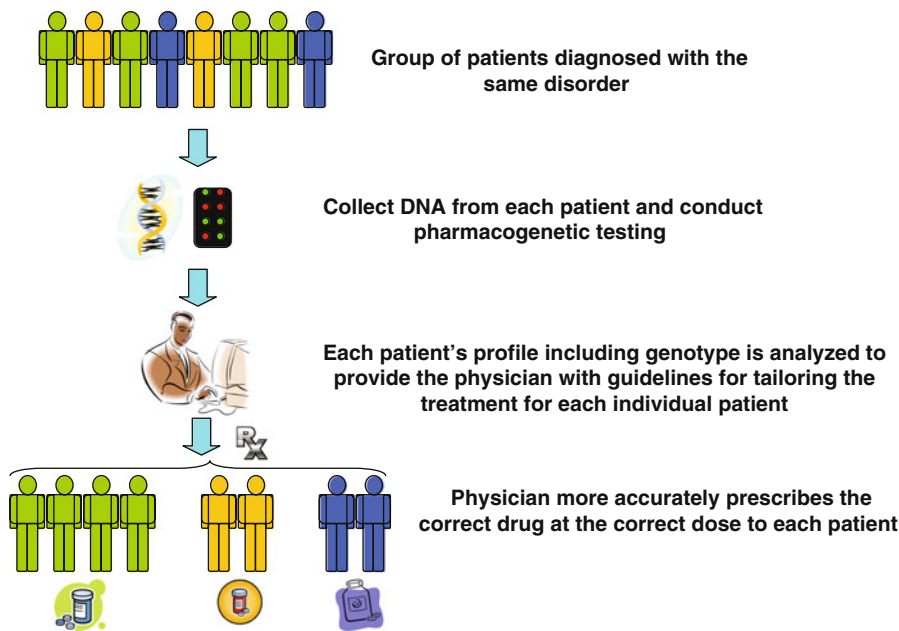 Group of patients diagnosed with the
same disorder
Collect DNA from each patient and conduct
pharmacogenetic testing
Each patient’s profile including genotype is analyzed to
provide the physician with guidelines for tailoring the
treatment for each individual patient
Rx
Physician more accurately prescribes the
correct drug at the correct dose to each patient